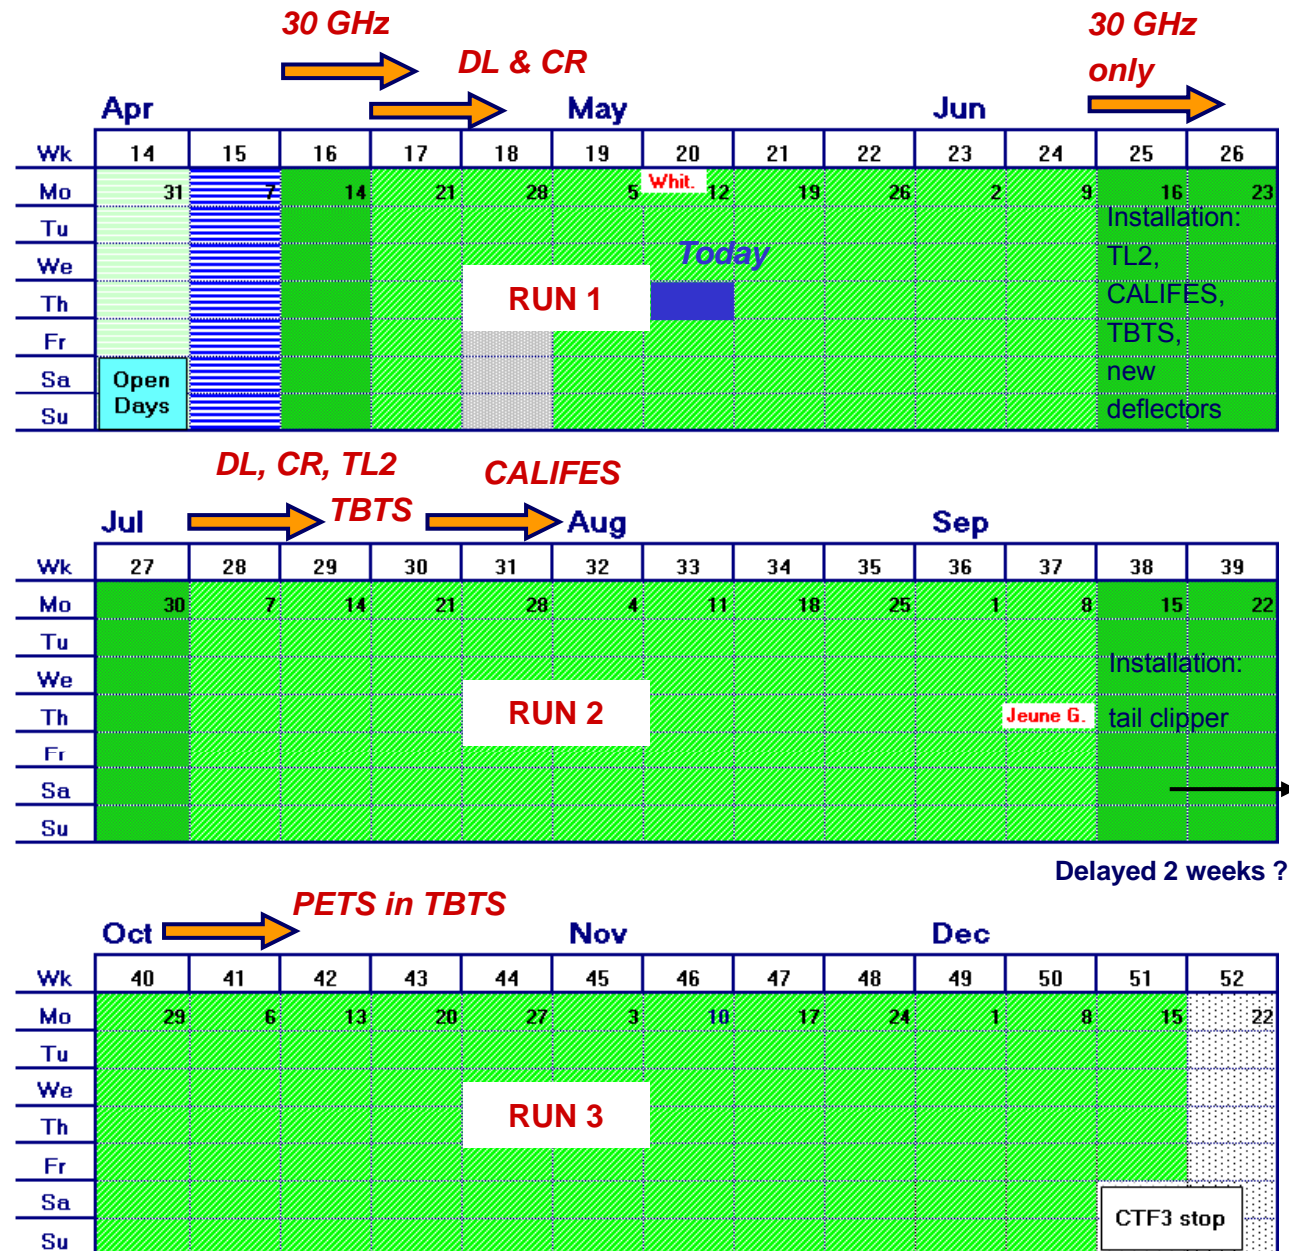 30 GHz
30 GHz
only
DL & CR
Apr May Jun
Wk 14 15 16 17 18 19 20 21 22 23 24 25 26
Mo 31 7 14 21 28 5 Whit. 12 19 26 2 9 16 23
Tu Installation:
We Today TL2,
Th RUN 1 CALIFES,
Fr TBTS,
Sa Open new
Su Days deflectors
DL, CR, TL2 CALIFES
TBTS
Jul Aug Sep
Wk 27 28 29 30 31 32 33 34 35 36 37 38 39
Mo 30 7 14 21 28 4 11 18 25 1 8 15 22
Tu
We Installation:
Th RUN 2 Jeune G. tail clipper
Fr
Sa
Su
Delayed 2 weeks ?
PETS in TBTS
Oct Nov Dec
Wk 40 41 42 43 44 45 46 47 48 49 50 51 52
Mo 29 6 13 20 27 3 10 17 24 1 8 15 22
Tu
We
Th RUN 3
Fr
Sa CTF3 stop
Su